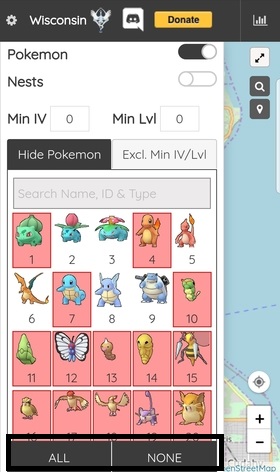 Wisconsin Donate
Pokemon
Nests
Min IV 0 Min Lvl 0
Hide Pokemon Excl. Min IV/Lvl
Search Name, ID & Type
1 2 3 4 5
6 7 8 9 10
11 12 13 14 15
ALL NONE
+
−
enStreetMap